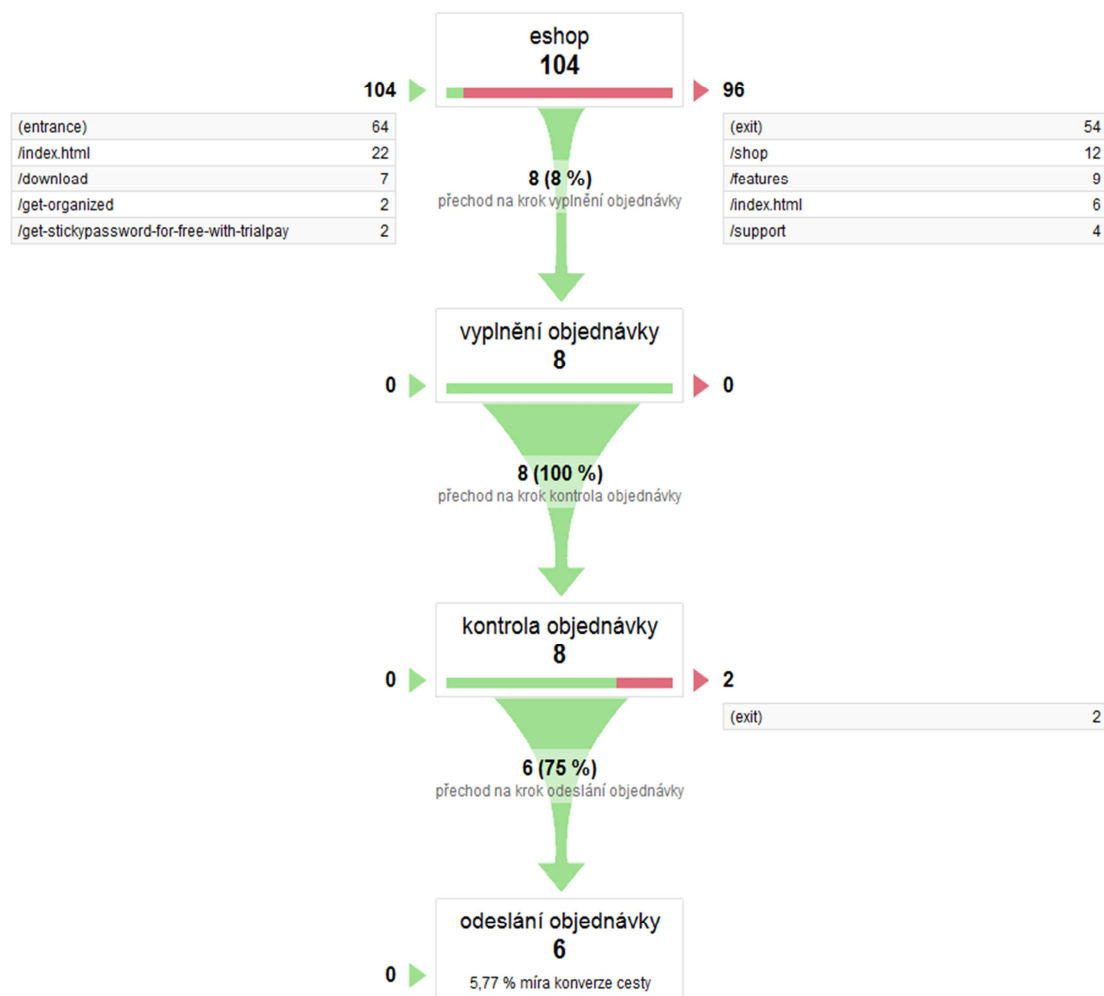 eshop
104
104
96
(entrance) 64
/index.html 22
/download 7
/get-organized 2
/get-stickypassword-for-free-with-trialpay 2
(exit) 54
/shop 12
/features 9
/index.html 6
/support 4
8 (8 %)
přechod na krok vyplnění objednávky
vyplnění objednávky
8
0
0
8 (100 %)
přechod na krok kontrola objednávky
kontrola objednávky
8
0
2
(exit) 2
6 (75 %)
přechod na krok odeslání objednávky
odeslání objednávky
6
0
5,77 % míra konverze cesty